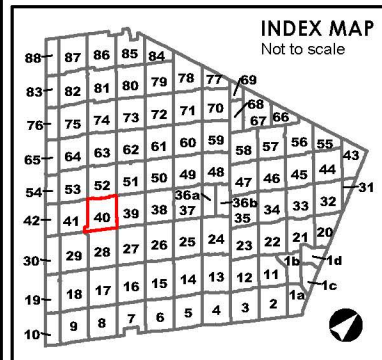 INDEX MAP
Not to scale
88 87 86 85 84
83 82 81 80 79 78 77 69
76 75 74 73 72 71 70 68 67 66
65 64 63 62 61 60 59 58 57 56 55 43
54 53 52 51 50 49 48 47 46 45 44 31
42 41 40 39 38 36a 37 36b 35 34 33 32
30 29 28 27 26 25 24 23 22 21 20
19 18 17 16 15 14 13 12 11 1b 1d
10 9 8 7 6 5 4 3 2 1a 1c